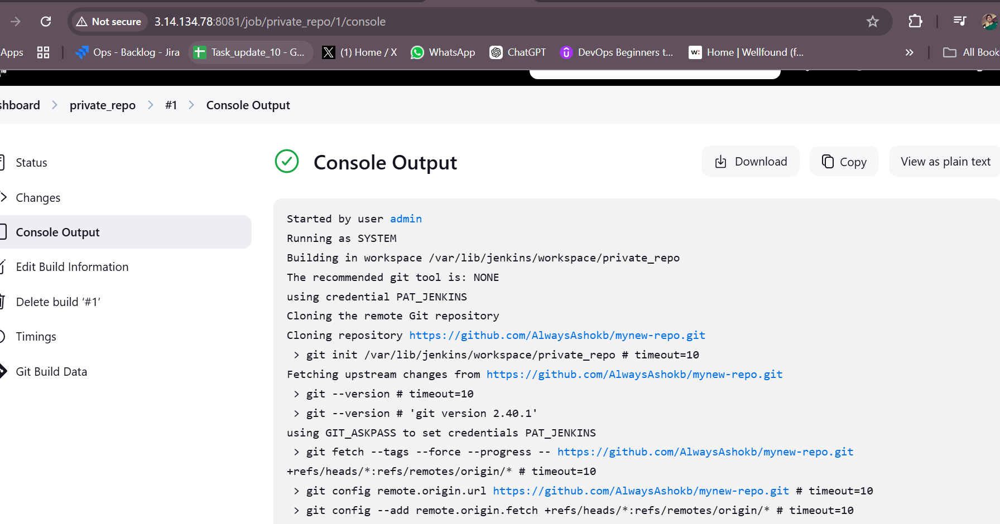 Not secure 3.14.134.78:8081/job/private_repo/1/console
Apps Ops - Backlog - Jira Task_update_10 - G... (1) Home / X WhatsApp ChatGPT DevOps Beginners t... w: Home | Wellfound (f... » All Book
shboard > private_repo > #1 > Console Output
Status
Changes
Console Output
Edit Build Information
Delete build ‘#1’
Timings
Git Build Data
Console Output
Download Copy View as plain text
Started by user admin
Running as SYSTEM
Building in workspace /var/lib/jenkins/workspace/private_repo
The recommended git tool is: NONE
using credential PAT_JENKINS
Cloning the remote Git repository
Cloning repository https://github.com/AlwaysAshokb/mynew-repo.git
> git init /var/lib/jenkins/workspace/private_repo # timeout=10
Fetching upstream changes from https://github.com/AlwaysAshokb/mynew-repo.git
> git --version # timeout=10
> git --version # 'git version 2.40.1'
using GIT_ASKPASS to set credentials PAT_JENKINS
> git fetch --tags --force --progress -- https://github.com/AlwaysAshokb/mynew-repo.git
+refs/heads/*:refs/remotes/origin/* # timeout=10
> git config remote.origin.url https://github.com/AlwaysAshokb/mynew-repo.git # timeout=10
> git config --add remote.origin.fetch +refs/heads/*:refs/remotes/origin/* # timeout=10